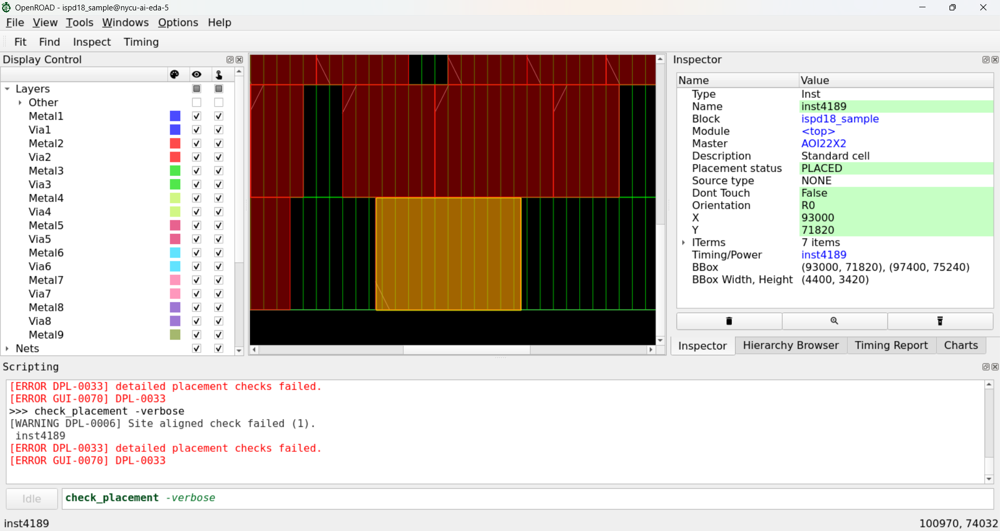 OpenROAD - ispd18_sample@nycu-ai-eda-5
File View Tools Windows Options Help
Fit Find Inspect Timing
Display Control
Layers
Other
Metal1
Via1
Metal2
Via2
Metal3
Via3
Metal4
Via4
Metal5
Via5
Metal6
Via6
Metal7
Via7
Metal8
Via8
Metal9
Nets
Inspector
Name Value
Type Inst
Name inst4189
Block ispd18_sample
Module <top>
Master AOI22X2
Description Standard cell
Placement status PLACED
Source type NONE
Dont Touch False
Orientation R0
X 93000
Y 71820
ITerms 7 items
Timing/Power inst4189
BBox (93000, 71820), (97400, 75240)
BBox Width, Height (4400, 3420)
Inspector Hierarchy Browser Timing Report Charts
Scripting
[ERROR DPL-0033] detailed placement checks failed.
[ERROR GUI-0070] DPL-0033
>>> check_placement -verbose
[WARNING DPL-0006] Site aligned check failed (1).
inst4189
[ERROR DPL-0033] detailed placement checks failed.
[ERROR GUI-0070] DPL-0033
Idle check_placement -verbose
inst4189 100970, 74032